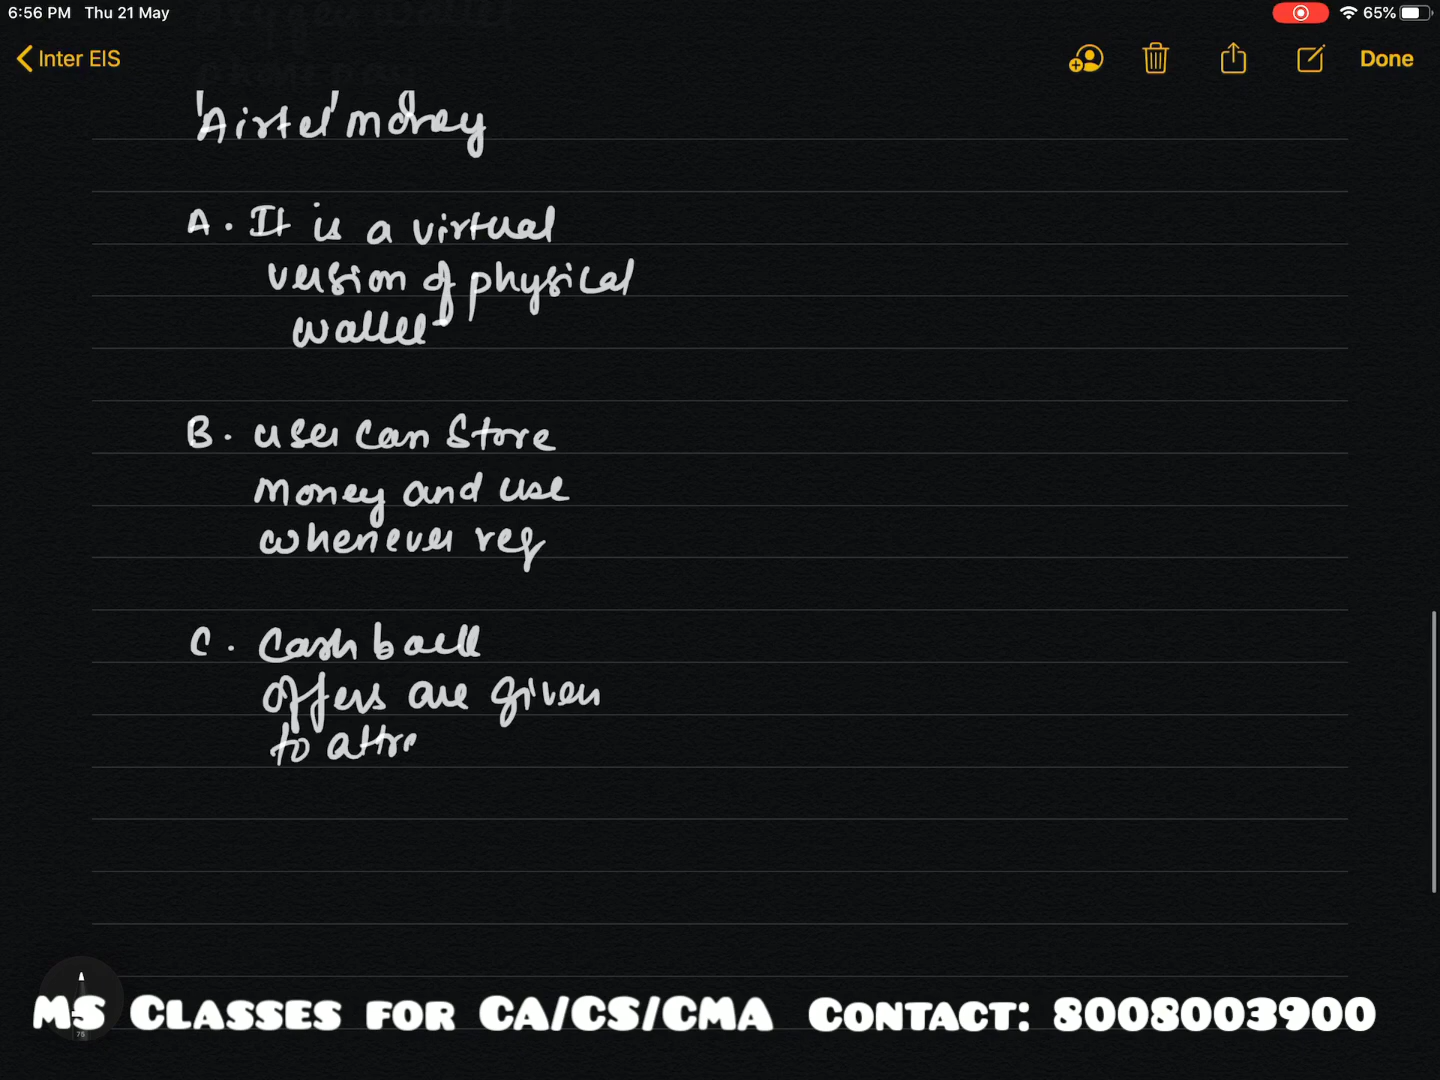 6:56 PM Thu 21 May 65%
Inter EIS Done
'Airtel' money
A. It is a virtual
version of physical
wallet
B. user can store
money and use
whenever req
C. Cash back
offers are given
to attra
MS Classes for CA/CS/CMA Contact: 8008003900